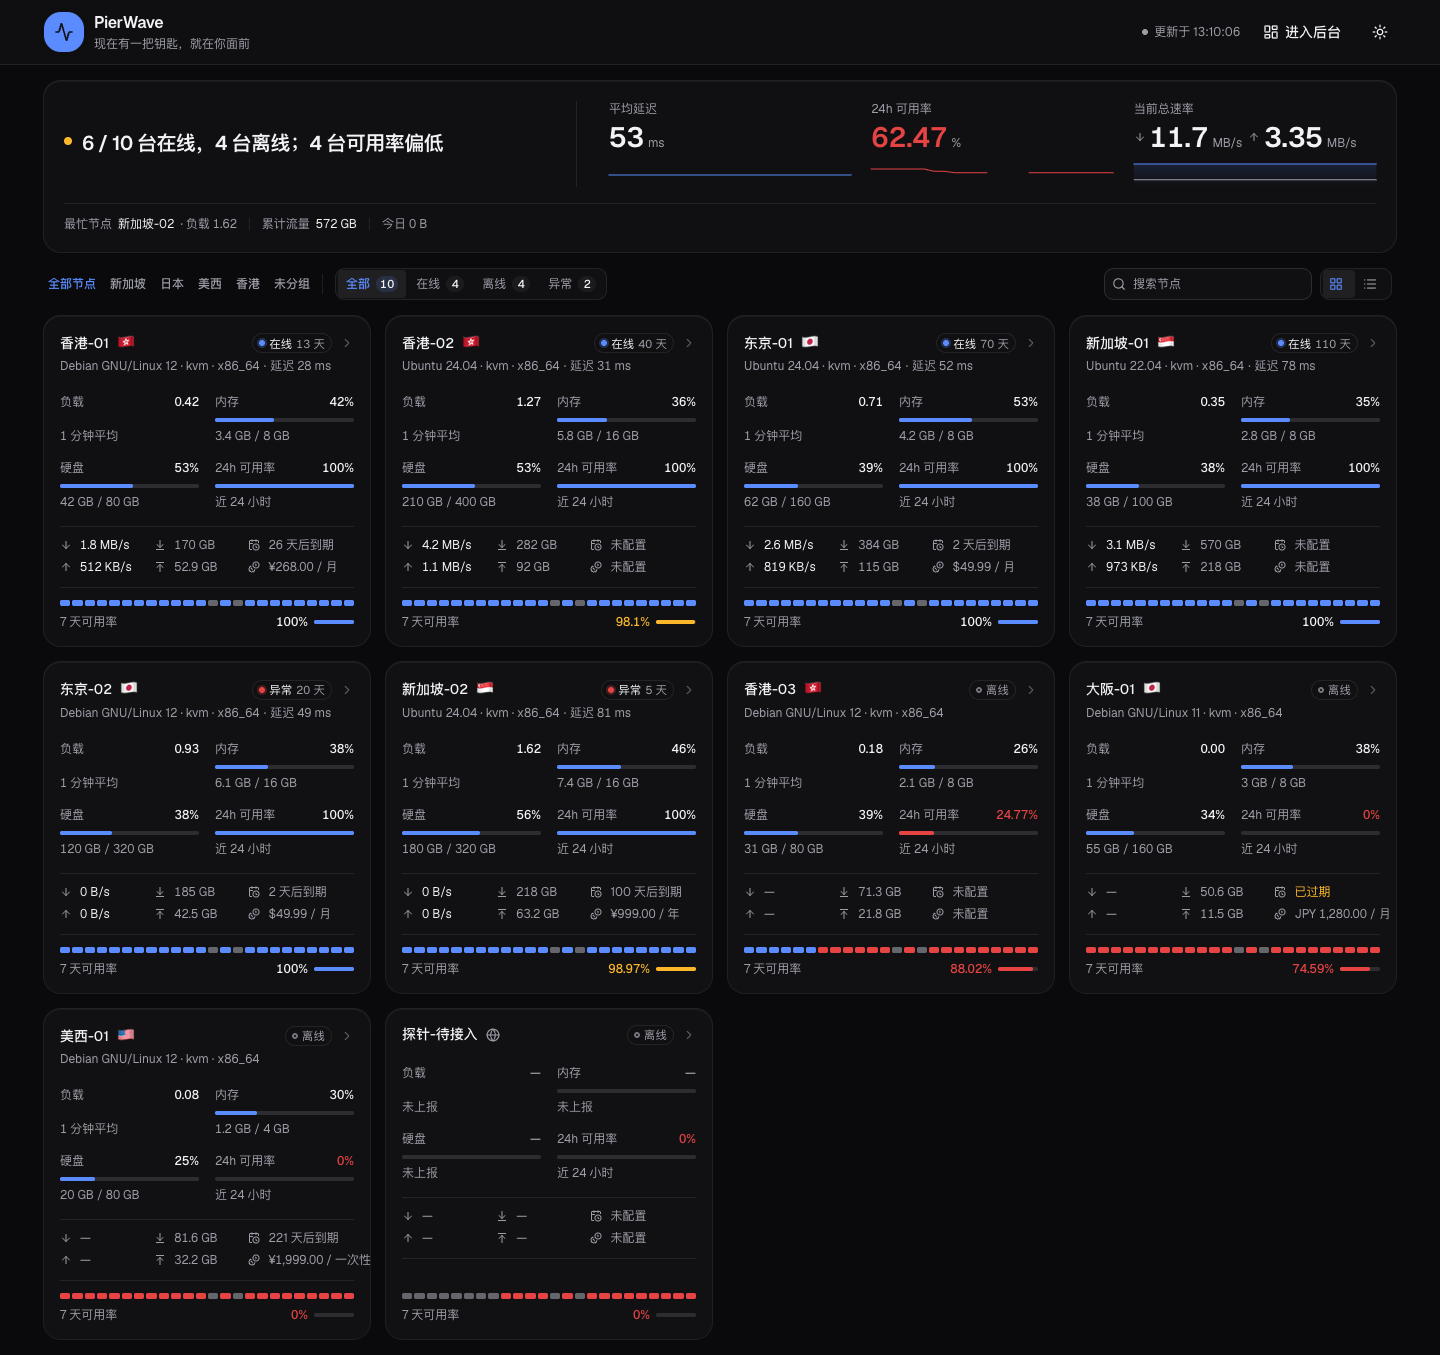 PierWave
现在有一把钥匙，就在你面前
更新于 13:10:06
进入后台
6 / 10 台在线，4 台离线；4 台可用率偏低
平均延迟
53 ms
24h 可用率
62.47 %
当前总速率
↓ 11.7 MB/s ↑ 3.35 MB/s
最忙节点 新加坡-02 · 负载 1.62
累计流量 572 GB
今日 0 B
全部节点 新加坡 日本 美西 香港 未分组
全部 10 在线 4 离线 4 异常 2
搜索节点
香港-01
在线 13 天
Debian GNU/Linux 12 · kvm · x86_64 · 延迟 28 ms
负载 0.42 内存 42%
1 分钟平均 3.4 GB / 8 GB
硬盘 53% 24h 可用率 100%
42 GB / 80 GB 近 24 小时
↓ 1.8 MB/s 170 GB 26 天后到期
↑ 512 KB/s 52.9 GB ¥268.00 / 月
7 天可用率 100%
香港-02
在线 40 天
Ubuntu 24.04 · kvm · x86_64 · 延迟 31 ms
负载 1.27 内存 36%
1 分钟平均 5.8 GB / 16 GB
硬盘 53% 24h 可用率 100%
210 GB / 400 GB 近 24 小时
↓ 4.2 MB/s 282 GB 未配置
↑ 1.1 MB/s 92 GB 未配置
7 天可用率 98.1%
东京-01
在线 70 天
Ubuntu 24.04 · kvm · x86_64 · 延迟 52 ms
负载 0.71 内存 53%
1 分钟平均 4.2 GB / 8 GB
硬盘 39% 24h 可用率 100%
62 GB / 160 GB 近 24 小时
↓ 2.6 MB/s 384 GB 2 天后到期
↑ 819 KB/s 115 GB $49.99 / 月
7 天可用率 100%
新加坡-01
在线 110 天
Ubuntu 22.04 · kvm · x86_64 · 延迟 78 ms
负载 0.35 内存 35%
1 分钟平均 2.8 GB / 8 GB
硬盘 38% 24h 可用率 100%
38 GB / 100 GB 近 24 小时
↓ 3.1 MB/s 570 GB 未配置
↑ 973 KB/s 218 GB 未配置
7 天可用率 100%
东京-02
异常 20 天
Debian GNU/Linux 12 · kvm · x86_64 · 延迟 49 ms
负载 0.93 内存 38%
1 分钟平均 6.1 GB / 16 GB
硬盘 38% 24h 可用率 100%
120 GB / 320 GB 近 24 小时
↓ 0 B/s 185 GB 2 天后到期
↑ 0 B/s 42.5 GB $49.99 / 月
7 天可用率 100%
新加坡-02
异常 5 天
Ubuntu 24.04 · kvm · x86_64 · 延迟 81 ms
负载 1.62 内存 46%
1 分钟平均 7.4 GB / 16 GB
硬盘 56% 24h 可用率 100%
180 GB / 320 GB 近 24 小时
↓ 0 B/s 218 GB 100 天后到期
↑ 0 B/s 63.2 GB ¥999.00 / 年
7 天可用率 98.97%
香港-03
离线
Debian GNU/Linux 12 · kvm · x86_64
负载 0.18 内存 26%
1 分钟平均 2.1 GB / 8 GB
硬盘 39% 24h 可用率 24.77%
31 GB / 80 GB 近 24 小时
↓ — 71.3 GB 未配置
↑ — 21.8 GB 未配置
7 天可用率 88.02%
大阪-01
离线
Debian GNU/Linux 11 · kvm · x86_64
负载 0.00 内存 38%
1 分钟平均 3 GB / 8 GB
硬盘 34% 24h 可用率 0%
55 GB / 160 GB 近 24 小时
↓ — 50.6 GB 已过期
↑ — 11.5 GB JPY 1,280.00 / 月
7 天可用率 74.59%
美西-01
离线
Debian GNU/Linux 12 · kvm · x86_64
负载 0.08 内存 30%
1 分钟平均 1.2 GB / 4 GB
硬盘 25% 24h 可用率 0%
20 GB / 80 GB 近 24 小时
↓ — 81.6 GB 221 天后到期
↑ — 32.2 GB ¥1,999.00 / 一次性
7 天可用率 0%
探针-待接入
离线
负载 — 内存 —
未上报 未上报
硬盘 — 24h 可用率 0%
未上报 近 24 小时
↓ — — 未配置
↑ — — 未配置
7 天可用率 0%